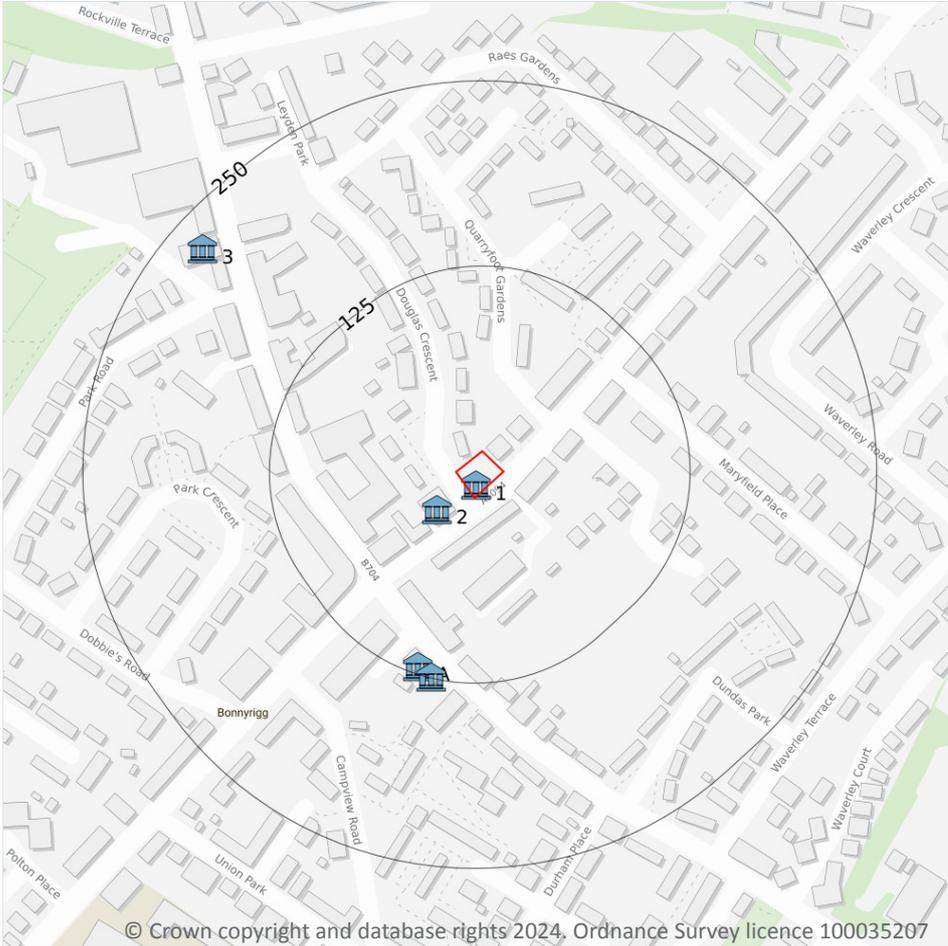 Rockville Terrace
Raes Gardens
Leyden Park
250
Waverley Crescent
Quarryfoot Gardens
3
Douglas Crescent
125
Park Road
Waverley Road
Maryfield Place
Park Crescent
1
2
B704
Dobbie's Road
Dundas Park
Bonnyrigg
Waverley Terrace
Campview Road
Waverley Court
Durham Place
Polton Place
Union Park
© Crown copyright and database rights 2024. Ordnance Survey licence 100035207